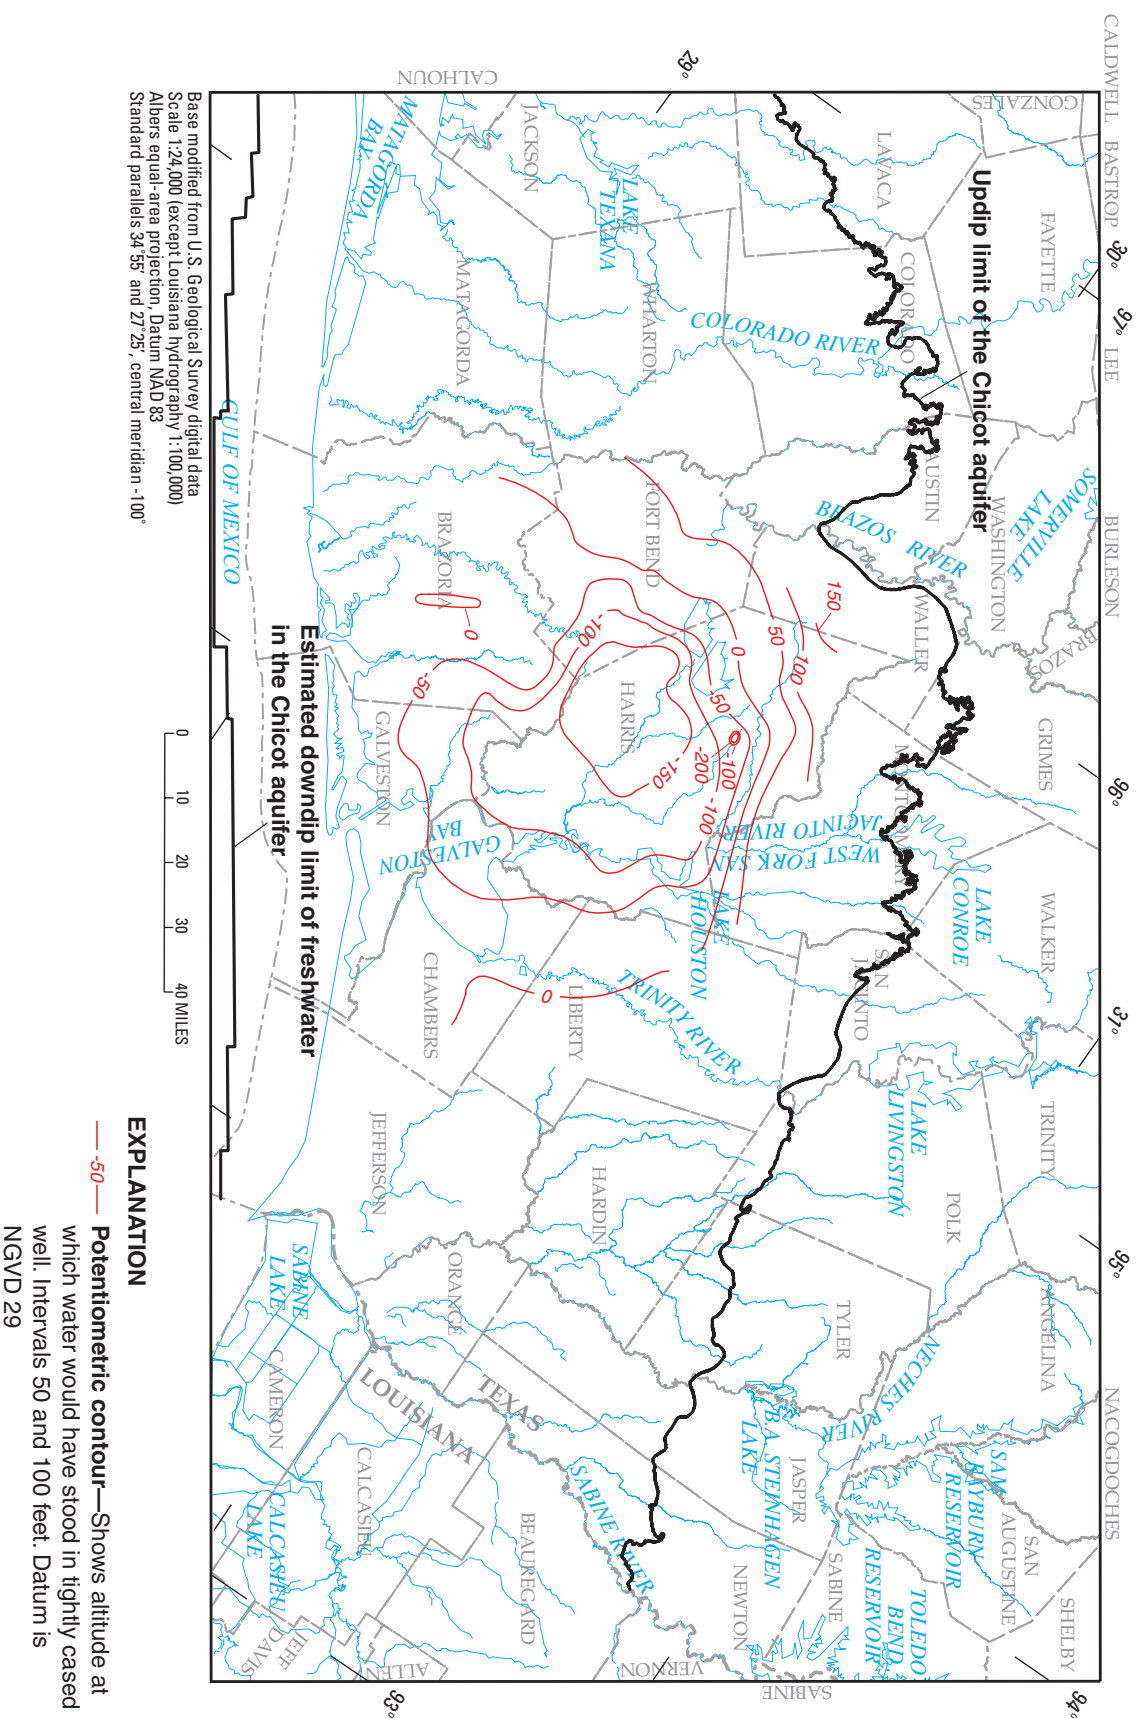 CALDWELL
BASTROP
LEE
BURLESON
BRAZOS
GRIMES
WALKER
TRINITY
ANGELINA
NACOGDOCHES
SHELBY
30°
97°
96°
95°
95°
94°
GONZALES
FAYETTE
LAVACA
COLORADO
AUSTIN
WASHINGTON
WALLER
MONTGOMERY
SAN
JACINTO
POLK
TYLER
JASPER
SAN
AUGUSTINE
SABINE
NEWTON
SABINE
VERNON
Updip limit of the Chicot aquifer
SOMERVILLE
LAKE
BRAZOS RIVER
COLORADO RIVER
LAKE
CONROE
WEST FORK SAN
JACINTO RIVER
LAKE
HOUSTON
TRINITY RIVER
LAKE
LIVINGSTON
NECHES RIVER
B.A. STEINHAGEN
LAKE
SAM
RAYBURN
RESERVOIR
TOLEDO
BEND
RESERVOIR
SABINE RIVER
29°
CALHOUN
JACKSON
LAKE
TEXANA
WHARTON
MATAGORDA
MATAGORDA
BAY
FORT BEND
BRAZORIA
HARRIS
GALVESTON
GALVESTON
BAY
CHAMBERS
LIBERTY
HARDIN
JEFFERSON
ORANGE
TEXAS
LOUISIANA
SABINE
LAKE
CAMERON
CALCASIEU
CALCASIEU
LAKE
BEAUREGARD
JEFF
DAVIS
ALLEN
93°
GULF OF MEXICO
150
100
50
0
-50
-100
-200
-100
-150
-100
-50
0
0
Estimated downdip limit of freshwater
in the Chicot aquifer
Base modified from U.S. Geological Survey digital data
Scale 1:24,000 (except Louisiana hydrography 1:100,000)
Albers equal-area projection, Datum NAD 83
Standard parallels 34°55' and 27°25', central meridian -100°
0 10 20 30 40 MILES
EXPLANATION
-50 Potentiometric contour—Shows altitude at
which water would have stood in tightly cased
well. Intervals 50 and 100 feet. Datum is
NGVD 29